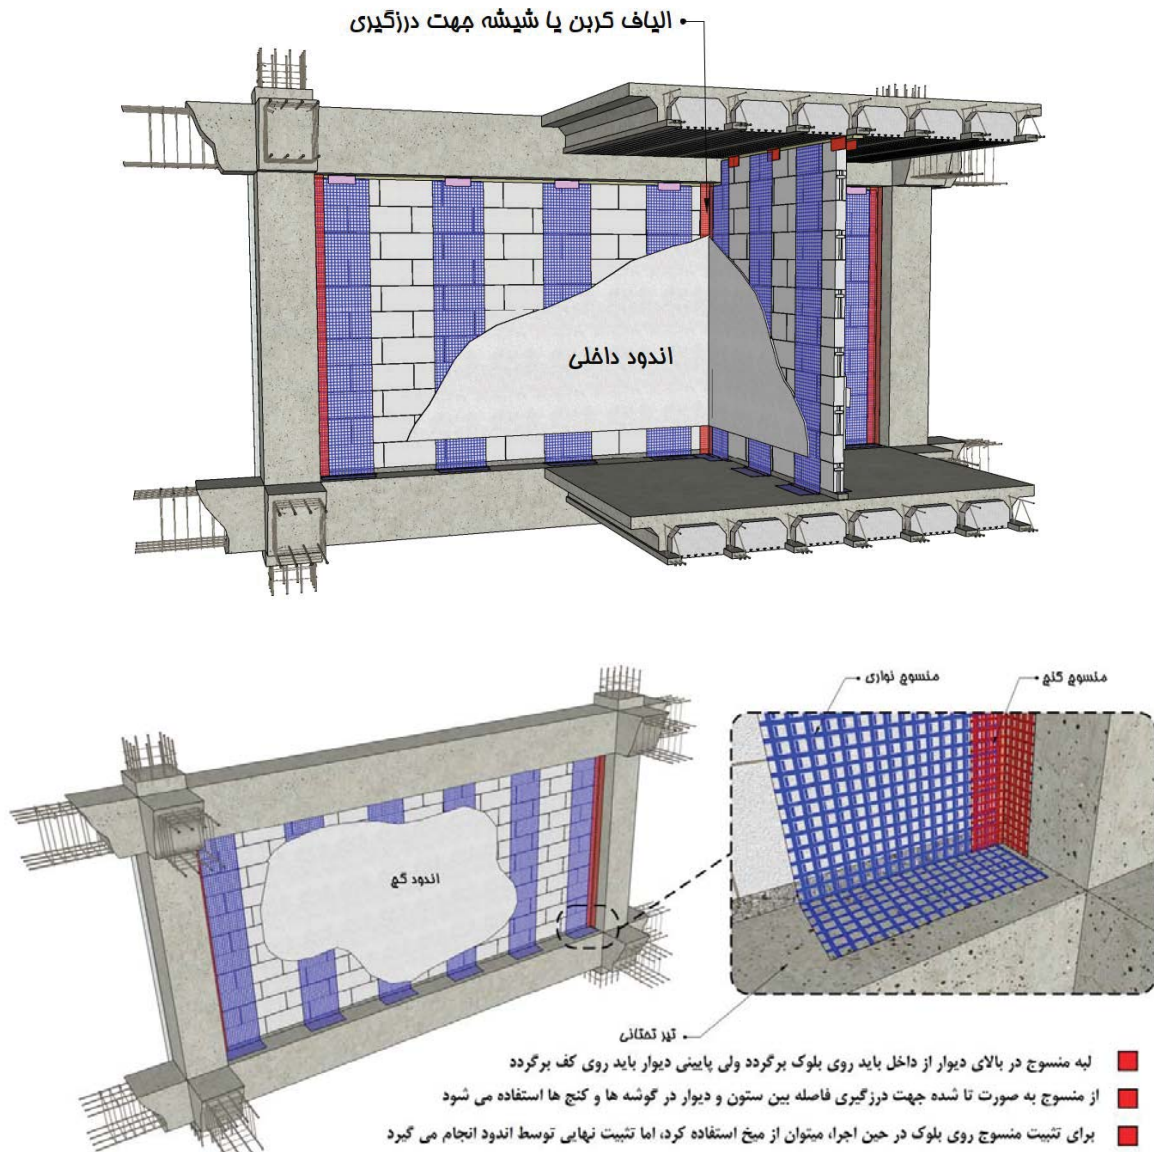 الیاف کربن یا شیشه جهت درزگیری
اندود داخلی
منسوج نواری
منسوج کنج
اندود گچ
تیر تحتانی
لبه منسوج در بالای دیوار از داخل باید روی بلوک برگردد ولی پایینی دیوار باید روی کف برگردد
از منسوج به صورت تا شده جهت درزگیری فاصله بین ستون و دیوار در گوشه ها و کنج ها استفاده می شود
برای تثبیت منسوج روی بلوک در حین اجرا، میتوان از میخ استفاده کرد، اما تثبیت نهایی توسط اندود انجام می گیرد